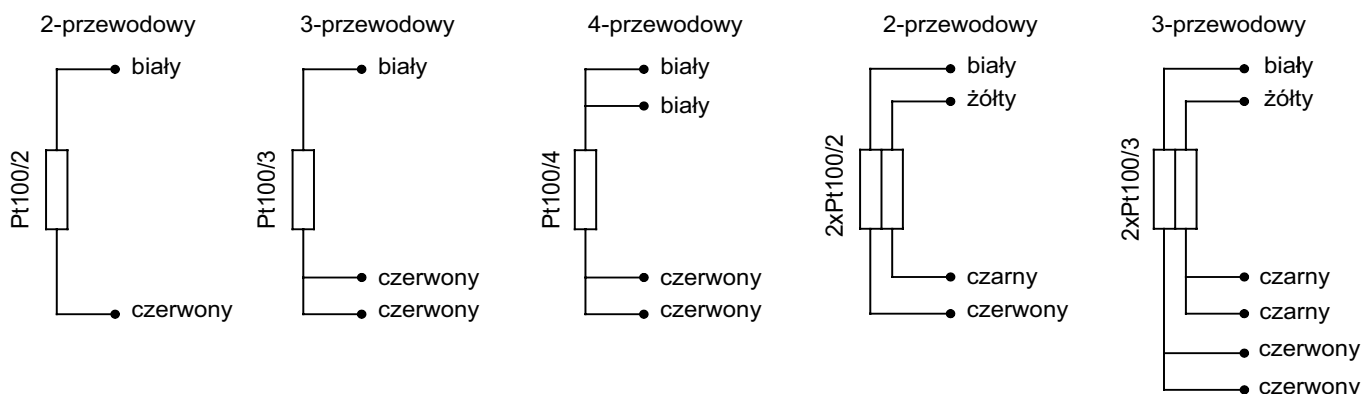 2-przewodowy
biały
Pt100/2
czerwony
3-przewodowy
biały
Pt100/3
czerwony
czerwony
4-przewodowy
biały
biały
Pt100/4
czerwony
czerwony
2-przewodowy
biały
żółty
2xPt100/2
czarny
czerwony
3-przewodowy
biały
żółty
2xPt100/3
czarny
czarny
czerwony
czerwony